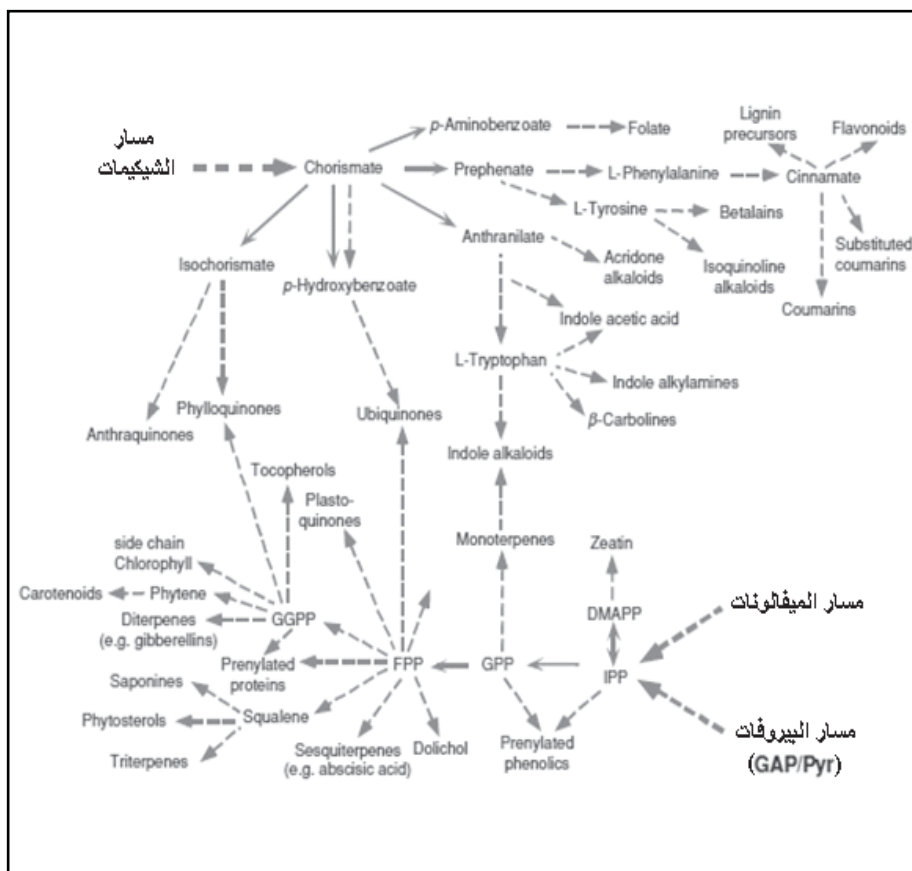 مسار
الشيكيمات
Chorismate
p-Aminobenzoate
Folate
Prephenate
L-Phenylalanine
Cinnamate
Lignin
precursors
Flavonoids
L-Tyrosine
Betalains
Substituted
coumarins
Coumarins
Isoquinoline
alkaloids
Anthranilate
Acridone
alkaloids
Isochorismate
p-Hydroxybenzoate
Indole acetic acid
L-Tryptophan
Indole alkylamines
β-Carbolines
Phylloquinones
Ubiquinones
Anthraquinones
Indole alkaloids
Tocopherols
Plasto-
quinones
Monoterpenes
Zeatin
side chain
Chlorophyll
Carotenoids
Phytene
GGPP
DMAPP
مسار الميفالونات
Diterpenes
(e.g. gibberellins)
Prenylated
proteins
FPP
GPP
IPP
Saponines
Phytosterols
Squalene
Triterpenes
Sesquiterpenes
(e.g. abscisic acid)
Dolichol
Prenylated
phenolics
مسار البيروفات
(GAP/Pyr)